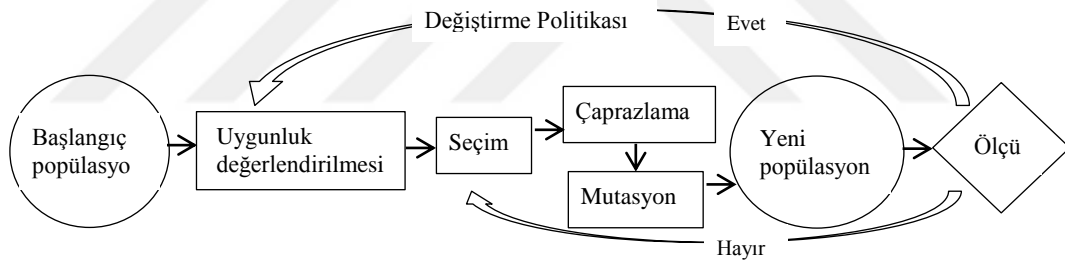 Değiştirme Politikası
Evet
Başlangıç
popülasyo
Uygunluk
değerlendirilmesi
Seçim
Çaprazlama
Mutasyon
Yeni
popülasyon
Ölçü
Hayır